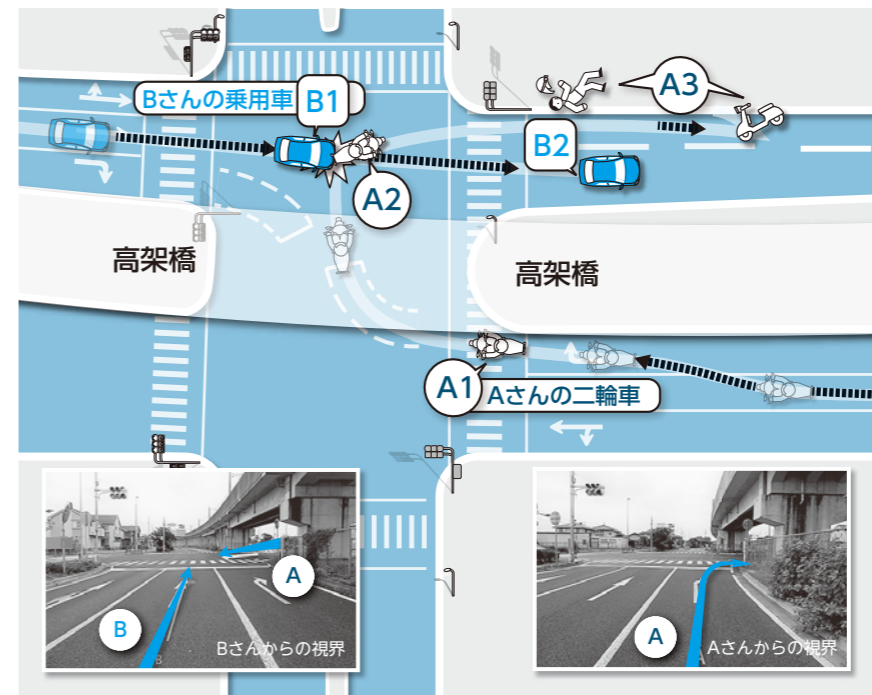 Bさんの乗用車
B1
A3
B2
A2
高架橋
高架橋
A1
Aさんの二輪車
A
B
Bさんからの視界
A
Aさんからの視界